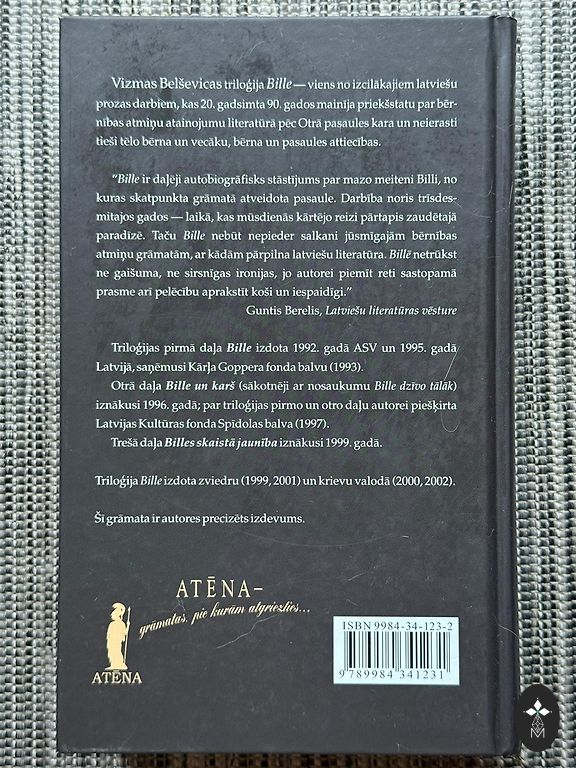 Vizmas Belševicas triloģija Bille — viens no izcilākajiem latviešu
prozas darbiem, kas 20. gadsimta 90. gados mainīja priekšstatu par bēr-
nības atmiņu atainojumu literatūrā pēc Otrā pasaules kara un neierasti
tieši tēlo bērna un vecāku, bērna un pasaules attiecības.
“Bille ir daļēji autobiogrāfisks stāstījums par mazo meiteni Billi, no
kuras skatpunkta grāmatā atveidota pasaule. Darbība noris trīsdes-
mitajos gados — laikā, kas mūsdienās kārtējo reizi pārtapis zaudētajā
paradīzē. Taču Bille nebūt nepieder salkani jūsmīgajām bērnības
atmiņu grāmatām, ar kādām pārpilna latviešu literatūra. Billē netrūkst
ne gaišuma, ne sirsnīgas ironijas, jo autorei piemīt reti sastopamā
prasme arī pelēcību aprakstīt koši un iespaidīgi.”
Guntis Berelis, Latviešu literatūras vēsture
Triloģijas pirmā daļa Bille izdota 1992. gadā ASV un 1995. gadā
Latvijā, saņēmusi Kārļa Goppera fonda balvu (1993).
Otrā daļa Bille un karš (sākotnēji ar nosaukumu Bille dzīvo tālāk)
iznākusi 1996. gadā; par triloģijas pirmo un otro daļu autorei piešķirta
Latvijas Kultūras fonda Spīdolas balva (1997).
Trešā daļa Billes skaistā jaunība iznākusi 1999. gadā.
Triloģija Bille izdota zviedru (1999, 2001) un krievu valodā (2000, 2002).
Šī grāmata ir autores precizēts izdevums.
ATĒNA–
grāmatas, pie kurām atgriezties...
ATĒNA
ISBN 9984-34-123-2
9 789984 341231
M